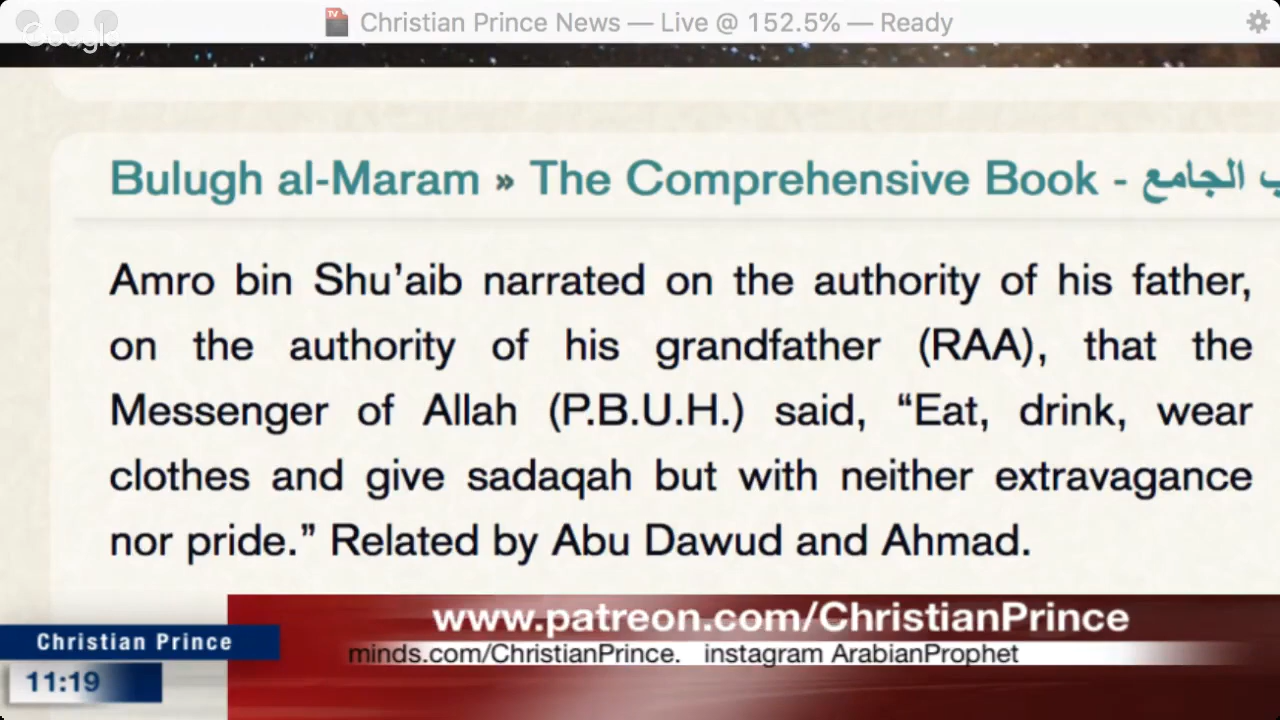 Christian Prince News — Live @ 152.5% — Ready
Google
Bulugh al-Maram » The Comprehensive Book - الجامع
Amro bin Shu’aib narrated on the authority of his father,
on the authority of his grandfather (RAA), that the
Messenger of Allah (P.B.U.H.) said, “Eat, drink, wear
clothes and give sadaqah but with neither extravagance
nor pride.” Related by Abu Dawud and Ahmad.
www.patreon.com/ChristianPrince
Christian Prince
minds.com/ChristianPrince. instagram ArabianProphet
11:19